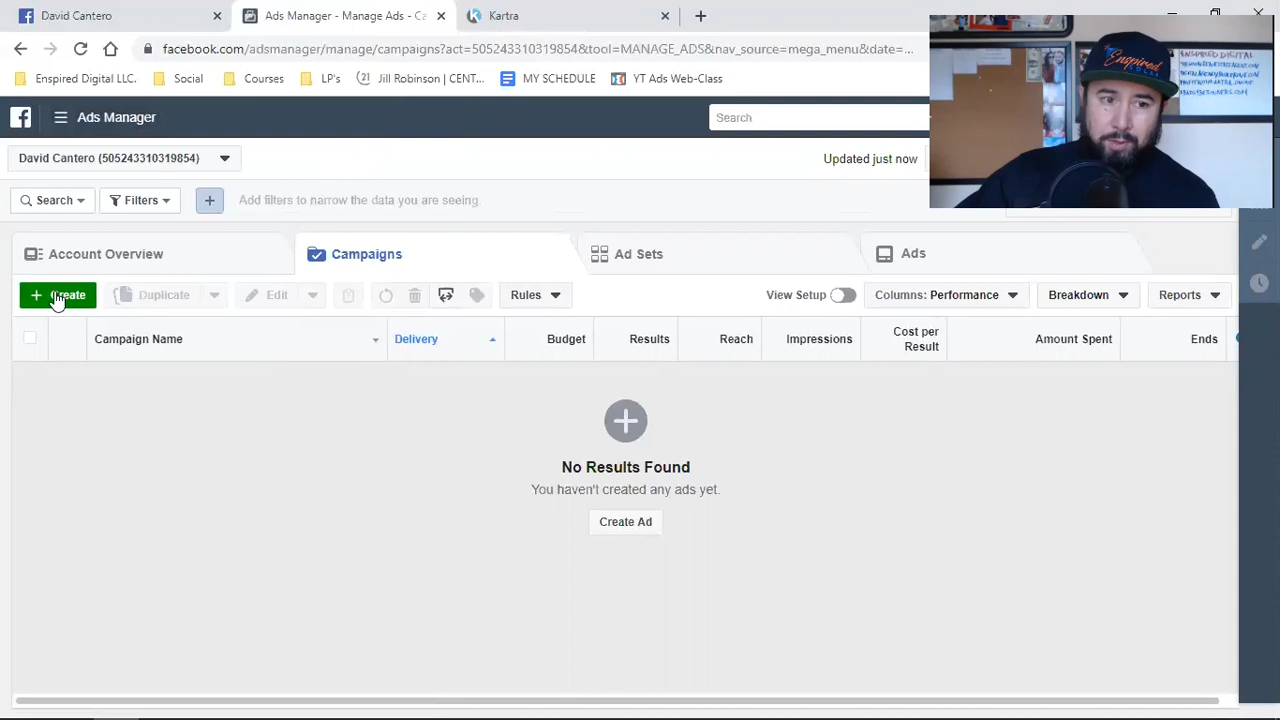 David Cantero
Ads Manager - Manage Ads - Ca
Kartra
facebook.com/adsmanager/manage/campaigns?act=505243310319854&tool=MANAGE_ADS&nav_source=mega_menu&date=...
Enspired Digital LLC.
Social
Courses
LP's
Jill Rockson | CENT...
SCHEDULE
YT Ads Web-Class
Ads Manager
Search
David Cantero (505243310319854)
Updated just now
Search
Filters
Add filters to narrow the data you are seeing.
Account Overview
Campaigns
Ad Sets
Ads
Create
Duplicate
Edit
Rules
View Setup
Columns: Performance
Breakdown
Reports
Campaign Name
Delivery
Budget
Results
Reach
Impressions
Cost per
Result
Amount Spent
Ends
No Results Found
You haven't created any ads yet.
Create Ad
Enspired
ENSPIRED DIGITAL